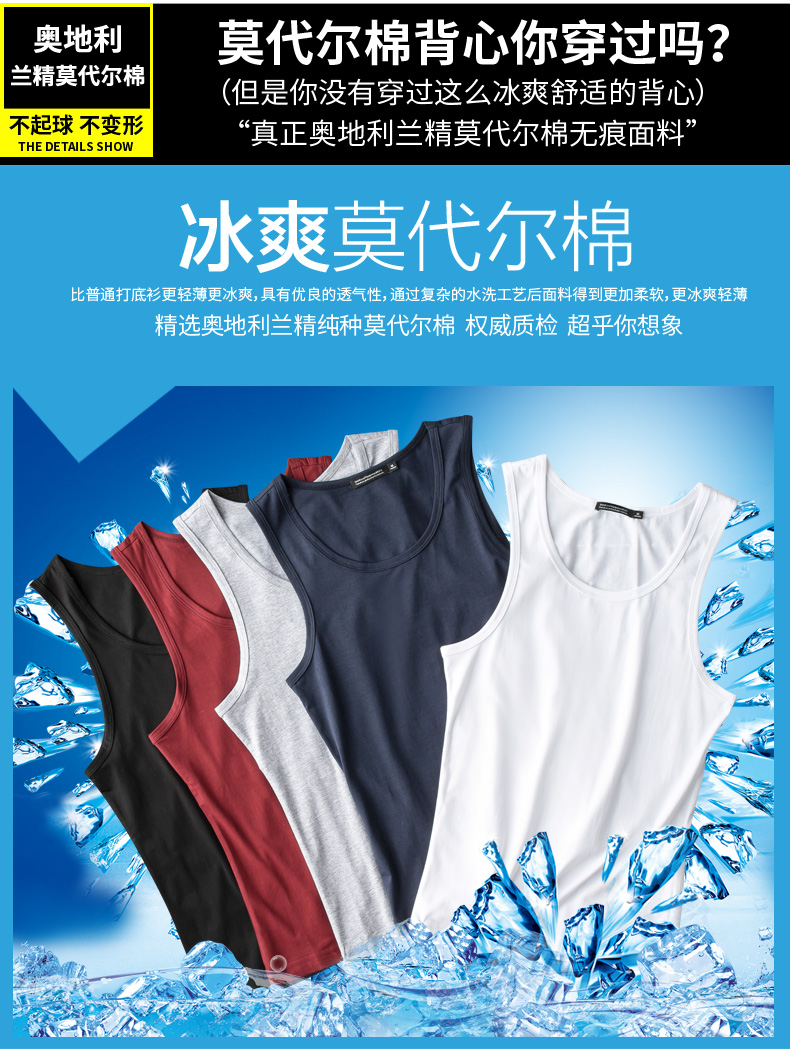 奥地利
兰精莫代尔棉
不起球 不变形
THE DETAILS SHOW
莫代尔棉背心你穿过吗？
（但是你没有穿过这么冰爽舒适的背心）
“真正奥地利兰精莫代尔棉无痕面料”
冰爽莫代尔棉
比普通打底衫更轻薄更冰爽，具有优良的透气性，通过复杂的水洗工艺后面料得到更加柔软，更冰爽轻薄
精选奥地利兰精纯种莫代尔棉 权威质检 超乎你想象